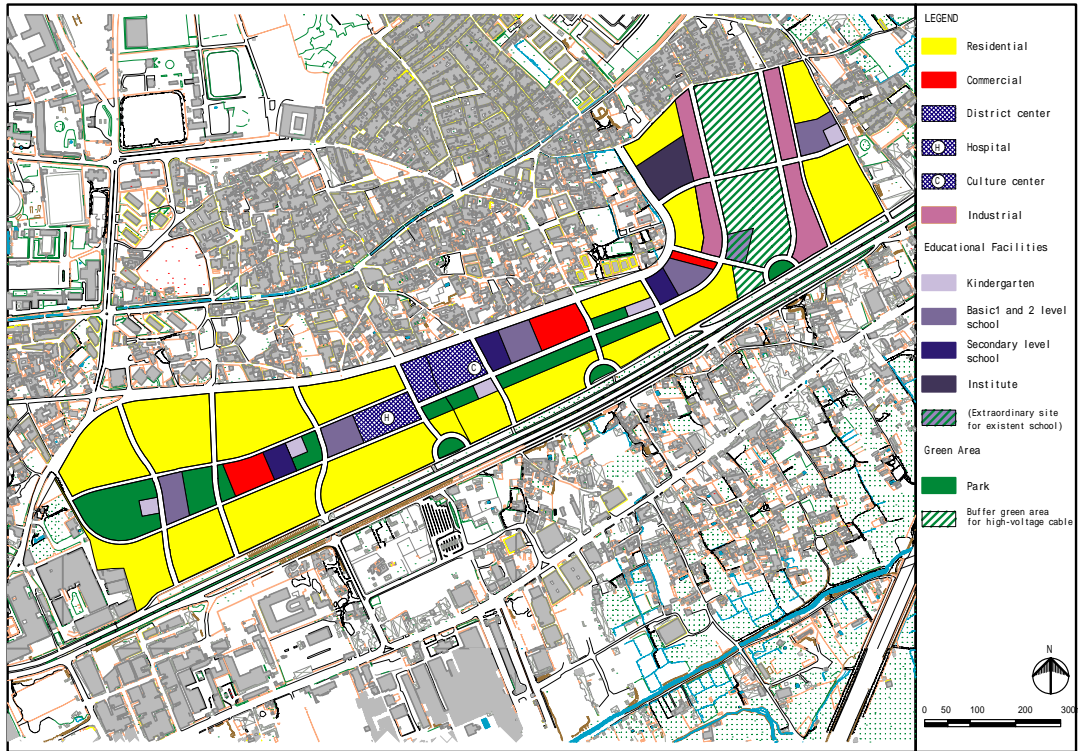 LEGEND
Residential
Commercial
District center
H
Hospital
C
Culture center
Industrial
Educational Facilities
Kindergarten
Basic1 and 2 level
school
Secondary level
school
Institute
(Extraordinary site
for existent school)
Green Area
Park
Buffer green area
for high-voltage cable
C
H
N
0 50 100 200 300